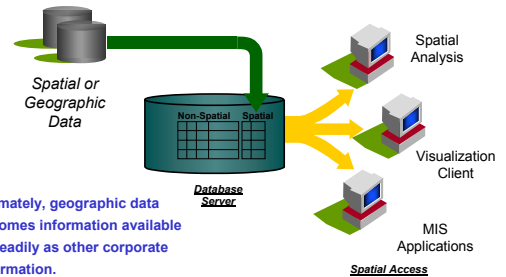 Spatial or
Geographic
Data
Non-Spatial Spatial
Database
Server
Spatial
Analysis
Visualization
Client
MIS
Applications
Spatial Access
mately, geographic data
omes information available
eadily as other corporate
rmation.